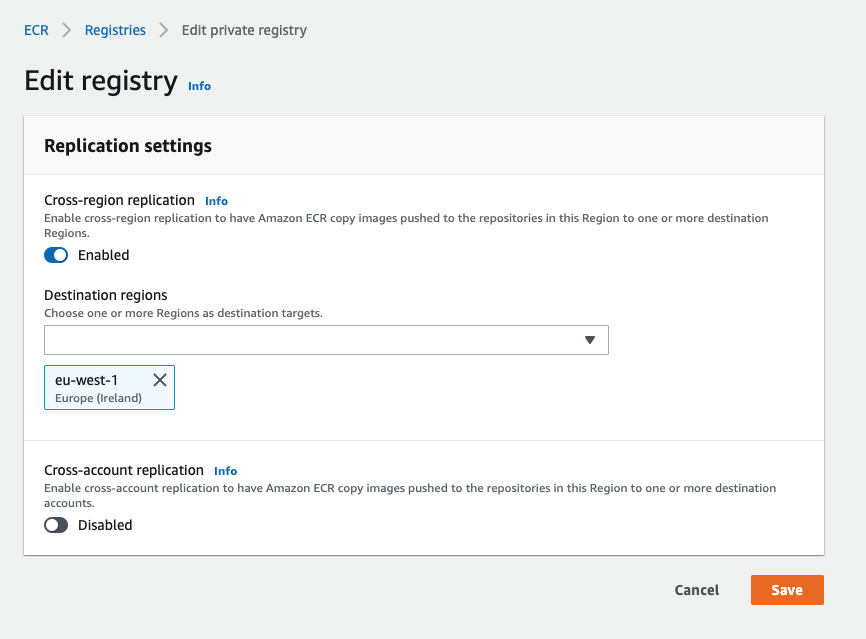 ECR > Registries > Edit private registry
Edit registry Info
Replication settings
Cross-region replication Info
Enable cross-region replication to have Amazon ECR copy images pushed to the repositories in this Region to one or more destination
Regions.
Enabled
Destination regions
Choose one or more Regions as destination targets.
eu-west-1
Europe (Ireland)
Cross-account replication Info
Enable cross-account replication to have Amazon ECR copy images pushed to the repositories in this Region to one or more destination
accounts.
Disabled
Cancel Save